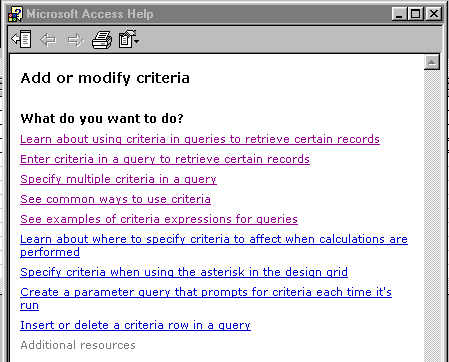 Microsoft Access Help
Add or modify criteria
What do you want to do?
Learn about using criteria in queries to retrieve certain records
Enter criteria in a query to retrieve certain records
Specify multiple criteria in a query
See common ways to use criteria
See examples of criteria expressions for queries
Learn about where to specify criteria to affect when calculations are
performed
Specify criteria when using the asterisk in the design grid
Create a parameter query that prompts for criteria each time it's
run
Insert or delete a criteria row in a query
Additional resources